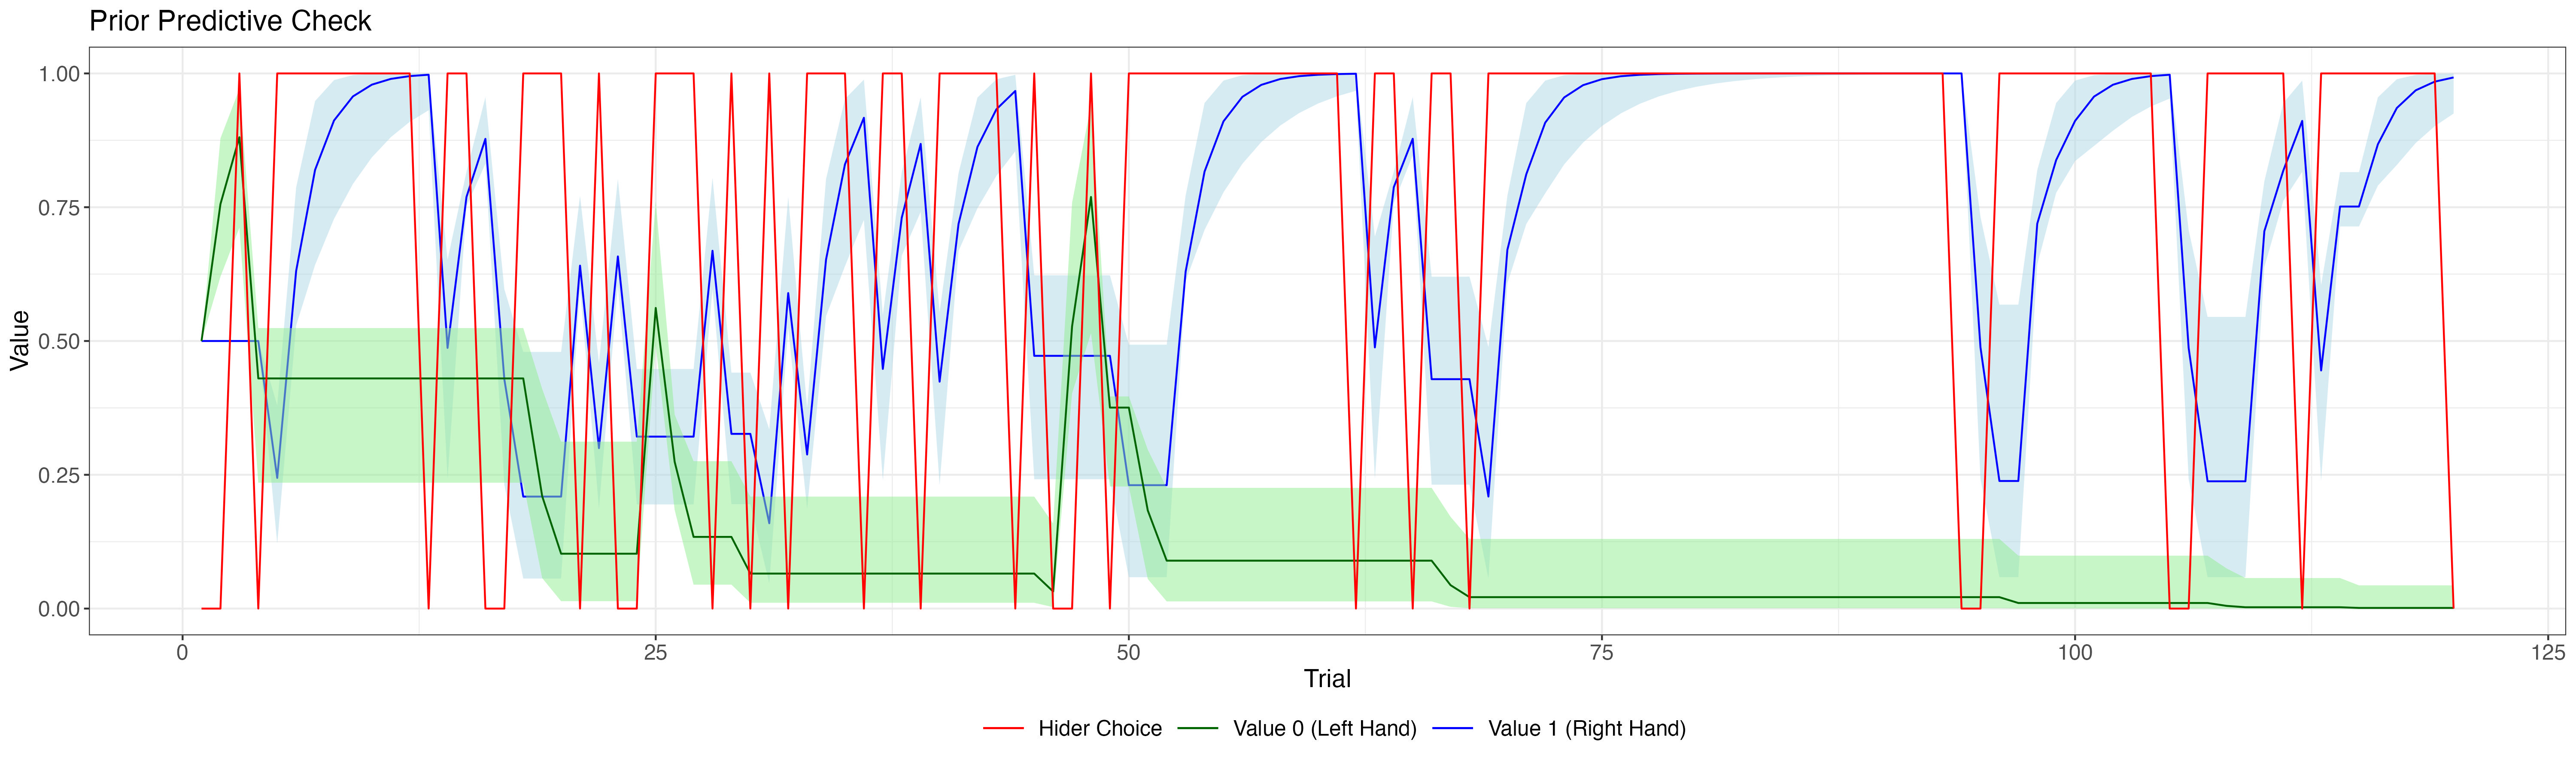 Prior Predictive Check
Value
1.00
0.75
0.50
0.25
0.00
0 25 50 75 100 125
Trial
Hider Choice Value 0 (Left Hand) Value 1 (Right Hand)